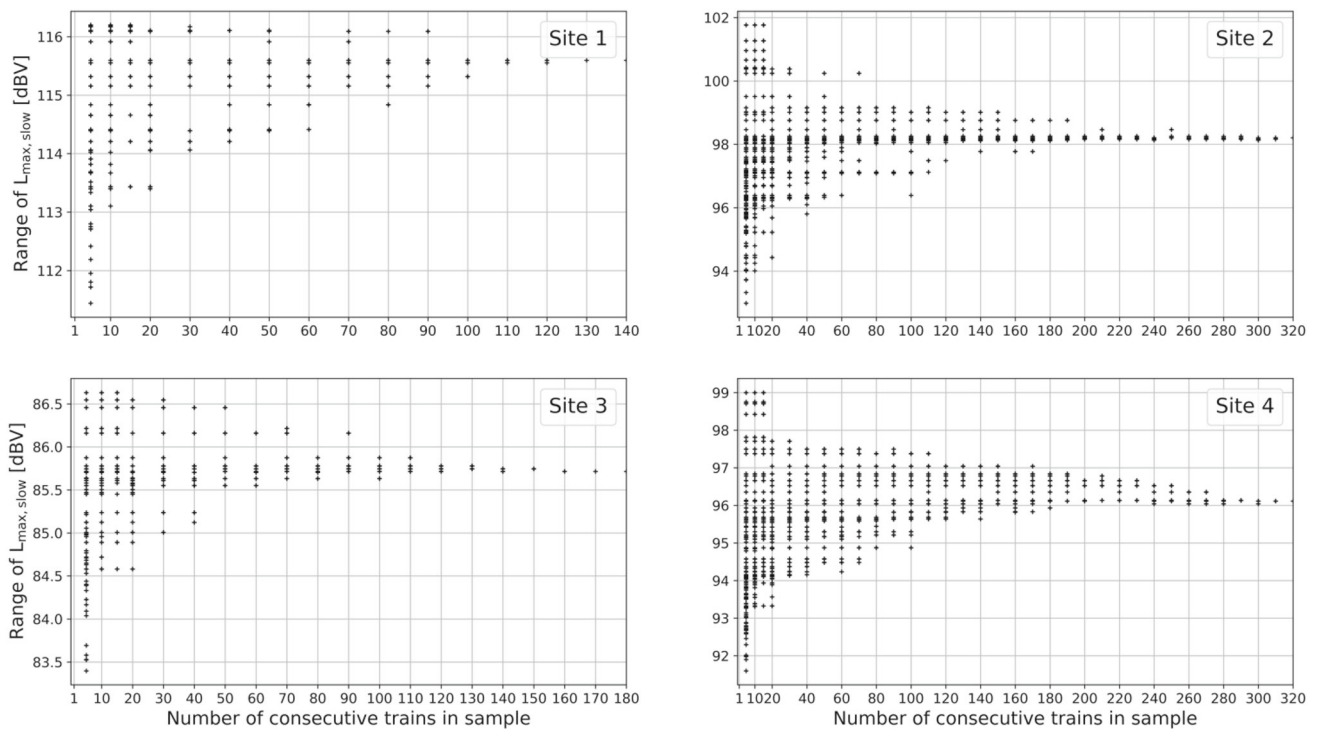 Site 1
Range of Lmax, slow [dBV]
116
115
114
113
112
1 10 20 30 40 50 60 70 80 90 100 110 120 130 140
Site 2
102
100
98
96
94
1 10 20 40 60 80 100 120 140 160 180 200 220 240 260 280 300 320
Site 3
Range of Lmax, slow [dBV]
86.5
86.0
85.5
85.0
84.5
84.0
83.5
1 10 20 30 40 50 60 70 80 90 100 110 120 130 140 150 160 170 180
Number of consecutive trains in sample
Site 4
99
98
97
96
95
94
93
92
1 10 20 40 60 80 100 120 140 160 180 200 220 240 260 280 300 320
Number of consecutive trains in sample